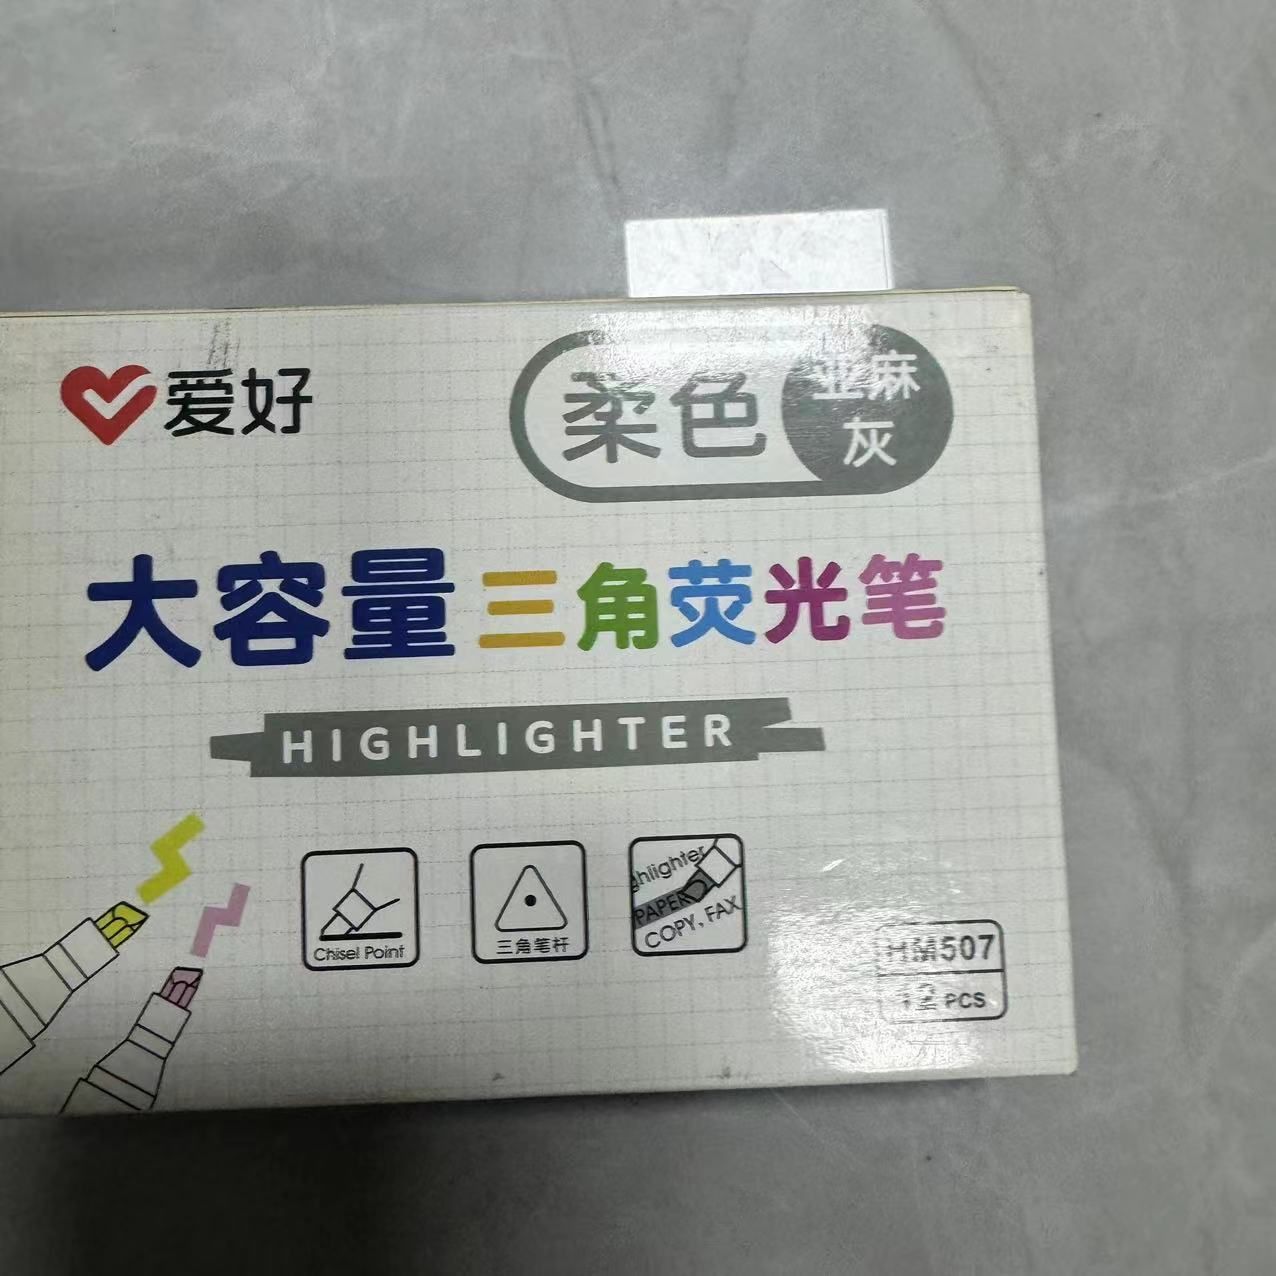 爱好
柔色
亚麻
灰
大容量三角荧光笔
HIGHLIGHTER
Chisel Point
三角笔杆
ghlighter
PAPER
COPY, FAX
HM507
12 PCS